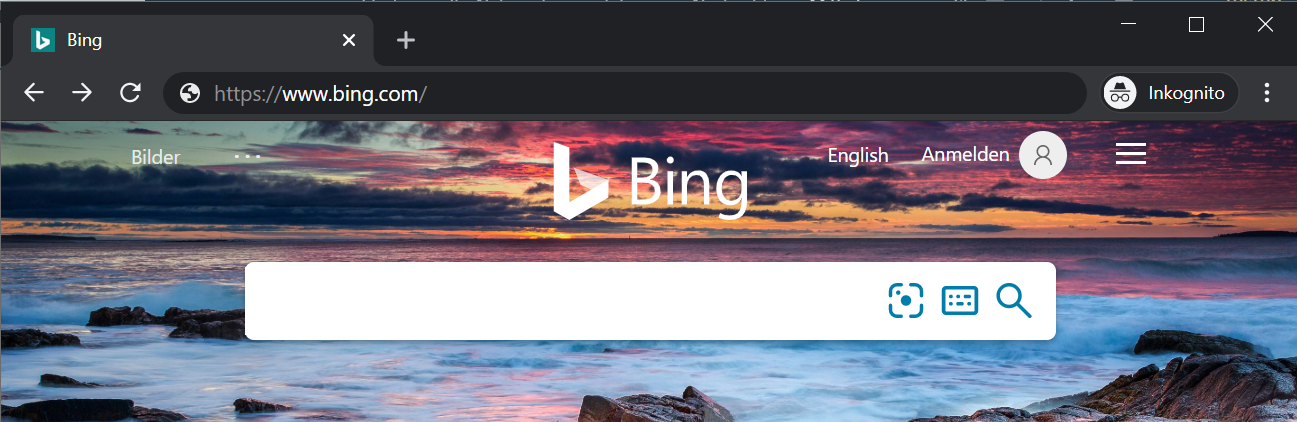 Bing
https://www.bing.com/
Inkognito
Bilder
Bing
English
Anmelden